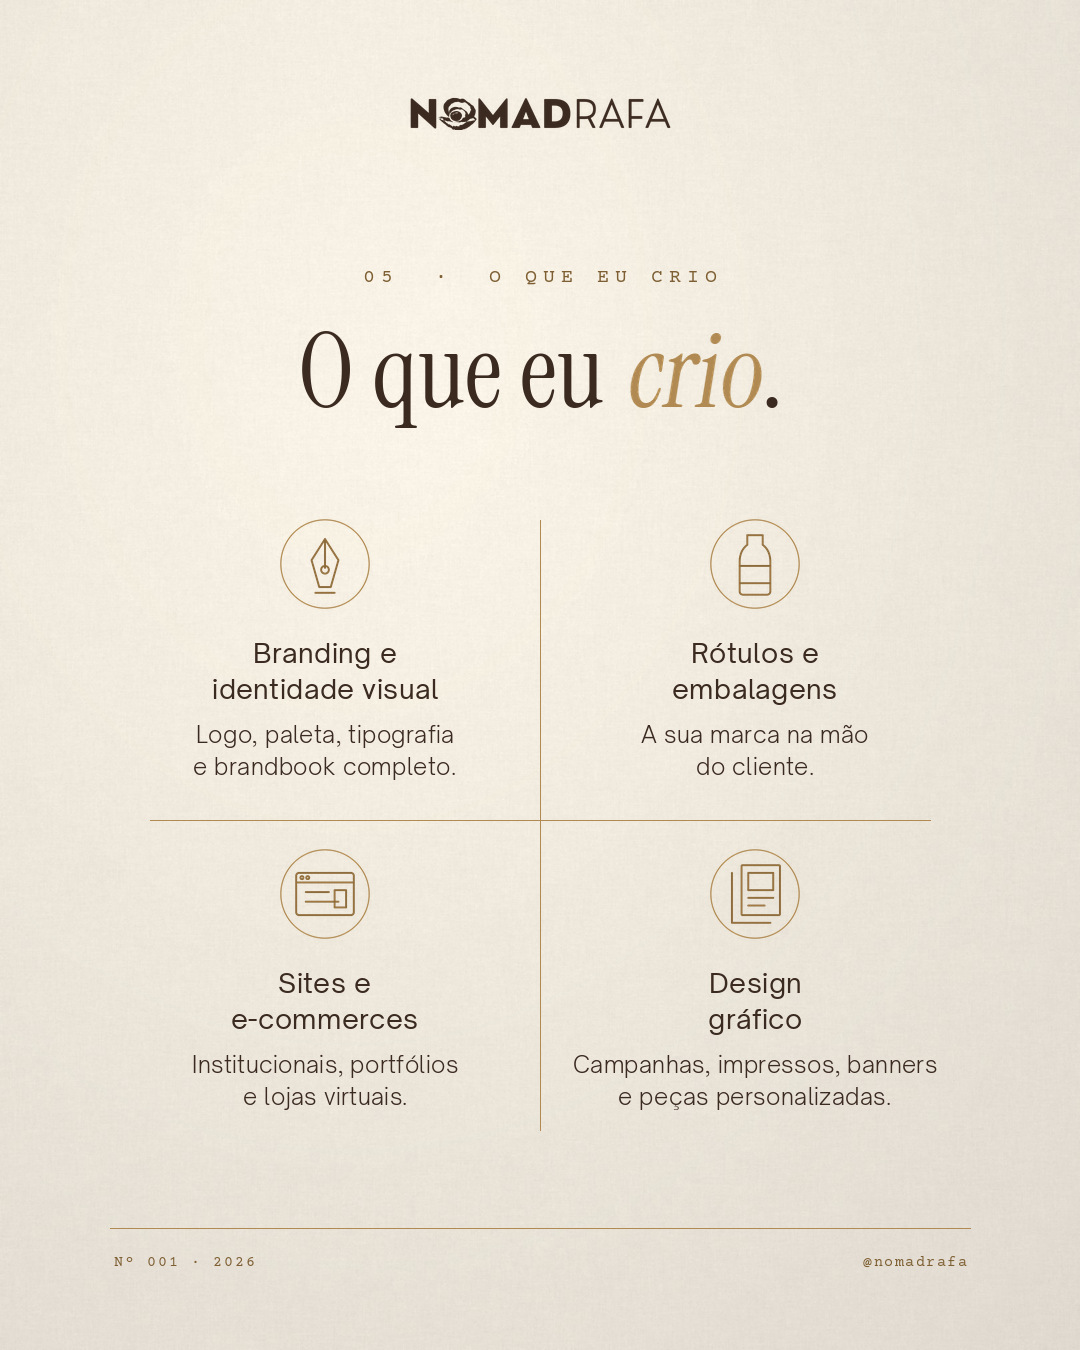 NOMADRAFA
05 · O QUE EU CRIO
O que eu crio.
Branding e
identidade visual
Logo, paleta, tipografia
e brandbook completo.
Rótulos e
embalagens
A sua marca na mão
do cliente.
Sites e
e-commerces
Institucionais, portfólios
e lojas virtuais.
Design
gráfico
Campanhas, impressos, banners
e peças personalizadas.
Nº 001 · 2026
@nomadrafa